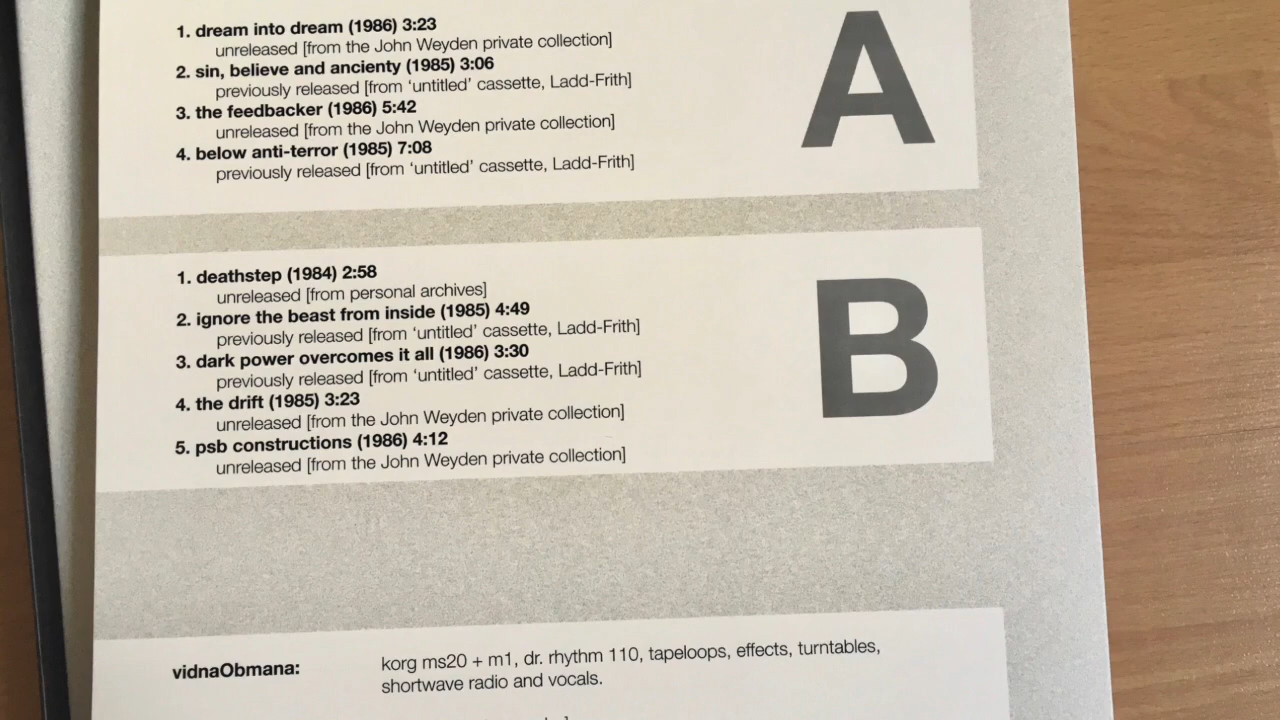 1. dream into dream (1986) 3:23
unreleased [from the John Weyden private collection]
2. sin, believe and ancienty (1985) 3:06
previously released [from ‘untitled’ cassette, Ladd-Frith]
3. the feedbacker (1986) 5:42
unreleased [from the John Weyden private collection]
4. below anti-terror (1985) 7:08
previously released [from ‘untitled’ cassette, Ladd-Frith]
A
1. deathstep (1984) 2:58
unreleased [from personal archives]
2. ignore the beast from inside (1985) 4:49
previously released [from ‘untitled’ cassette, Ladd-Frith]
3. dark power overcomes it all (1986) 3:30
previously released [from ‘untitled’ cassette, Ladd-Frith]
4. the drift (1985) 3:23
unreleased [from the John Weyden private collection]
5. psb constructions (1986) 4:12
unreleased [from the John Weyden private collection]
B
vidnaObmana: korg ms20 + m1, dr. rhythm 110, tapeloops, effects, turntables,
shortwave radio and vocals.